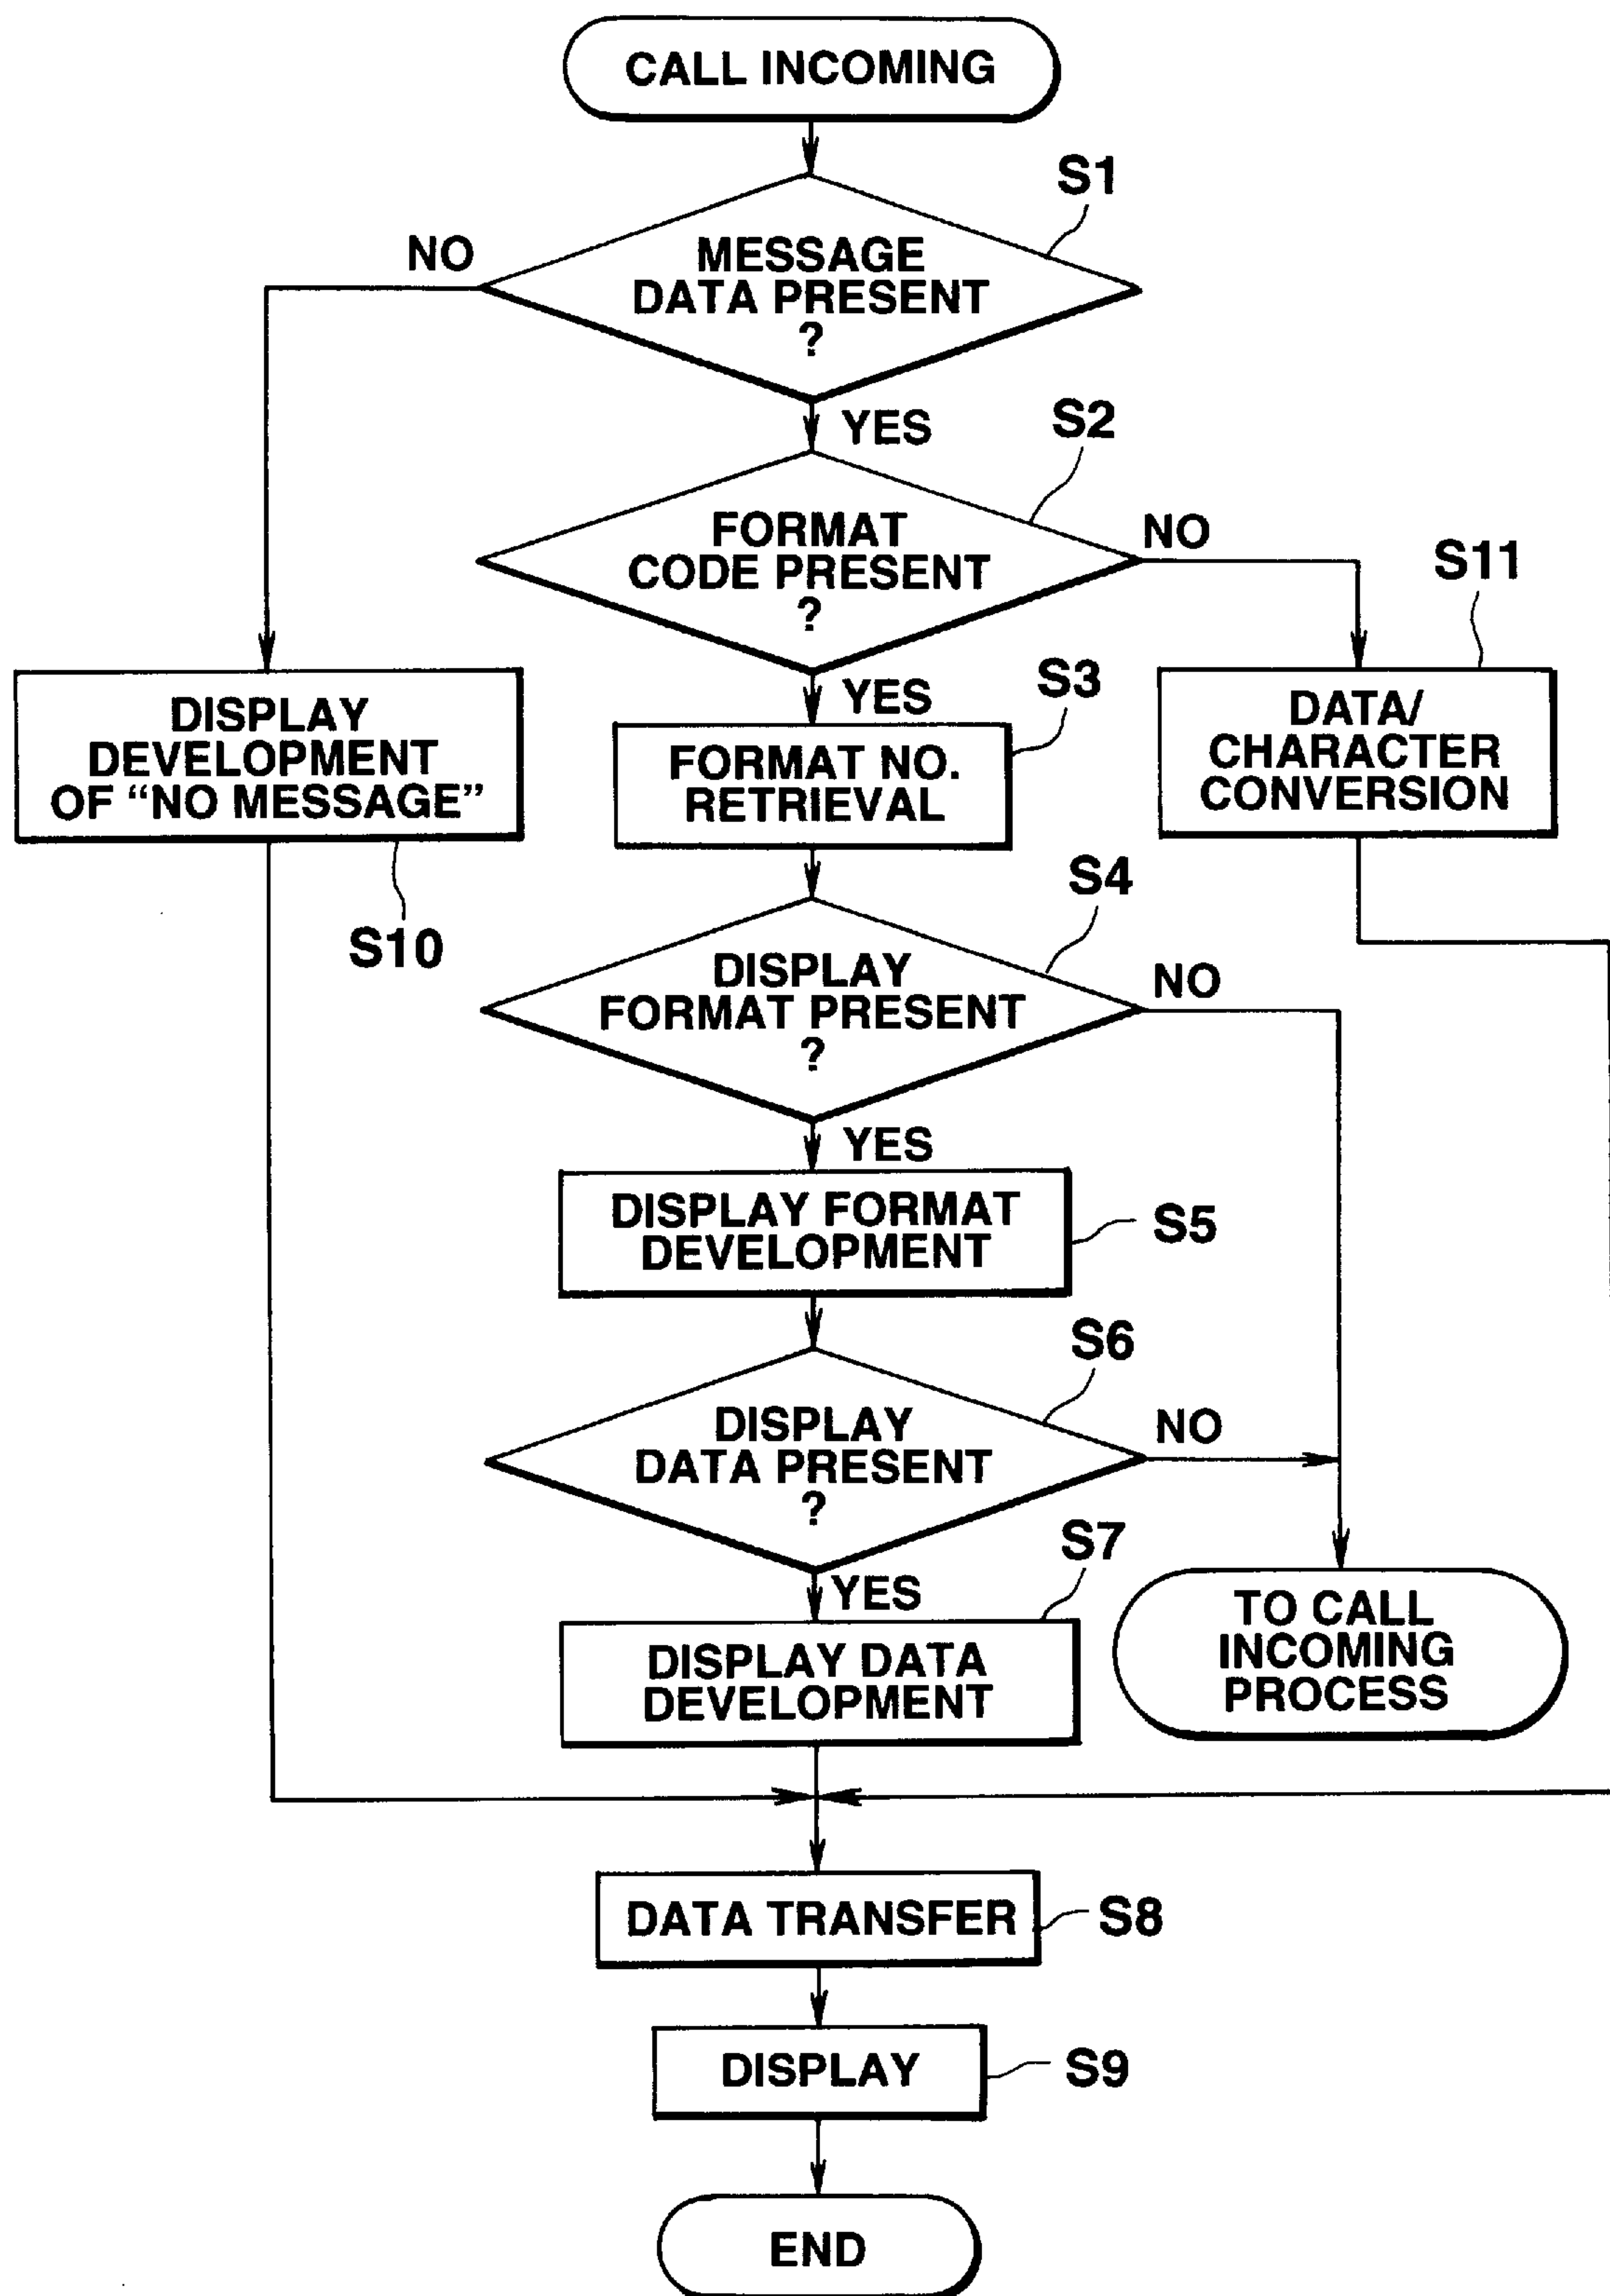 CALL INCOMING
S1
NO
MESSAGE
DATA PRESENT
?
YES
S2
FORMAT
CODE PRESENT
?
NO
S11
YES
S3
DISPLAY
DEVELOPMENT
OF “NO MESSAGE”
S10
FORMAT NO.
RETRIEVAL
DATA/
CHARACTER
CONVERSION
S4
DISPLAY
FORMAT PRESENT
?
NO
YES
DISPLAY FORMAT
DEVELOPMENT
S5
S6
DISPLAY
DATA PRESENT
?
NO
S7
YES
DISPLAY DATA
DEVELOPMENT
TO CALL
INCOMING
PROCESS
DATA TRANSFER
S8
DISPLAY
S9
END